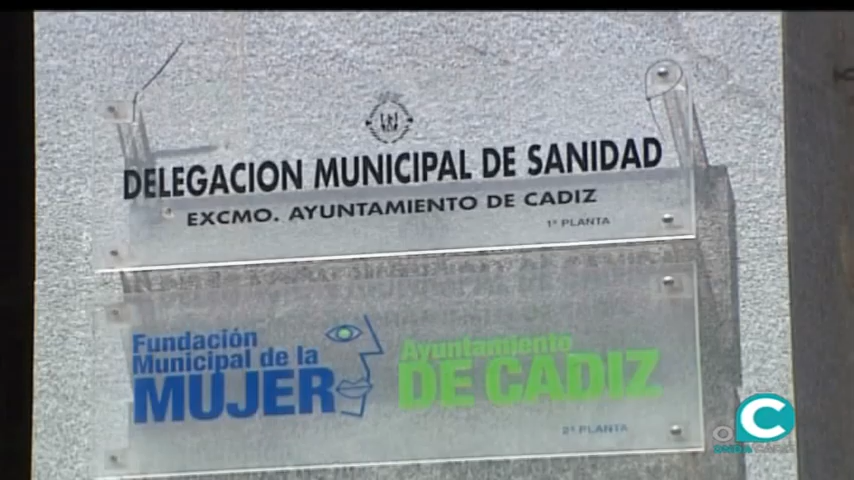 DELEGACION MUNICIPAL DE SANIDAD
EXCMO. AYUNTAMIENTO DE CADIZ
1ª PLANTA
Fundación
Municipal de la
MUJER
Ayuntamiento
DE CADIZ
2ª PLANTA
C
ONDACADIZ